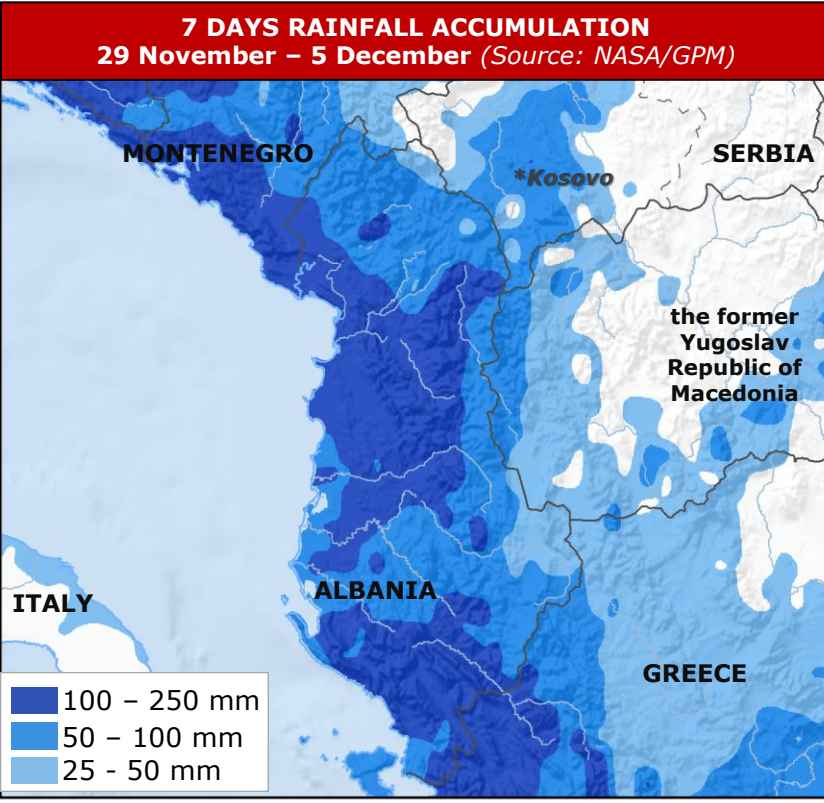 7 DAYS RAINFALL ACCUMULATION
29 November – 5 December (Source: NASA/GPM)
MONTENEGRO
SERBIA
*Kosovo
the former
Yugoslav
Republic of
Macedonia
ITALY
ALBANIA
GREECE
100 – 250 mm
50 – 100 mm
25 - 50 mm